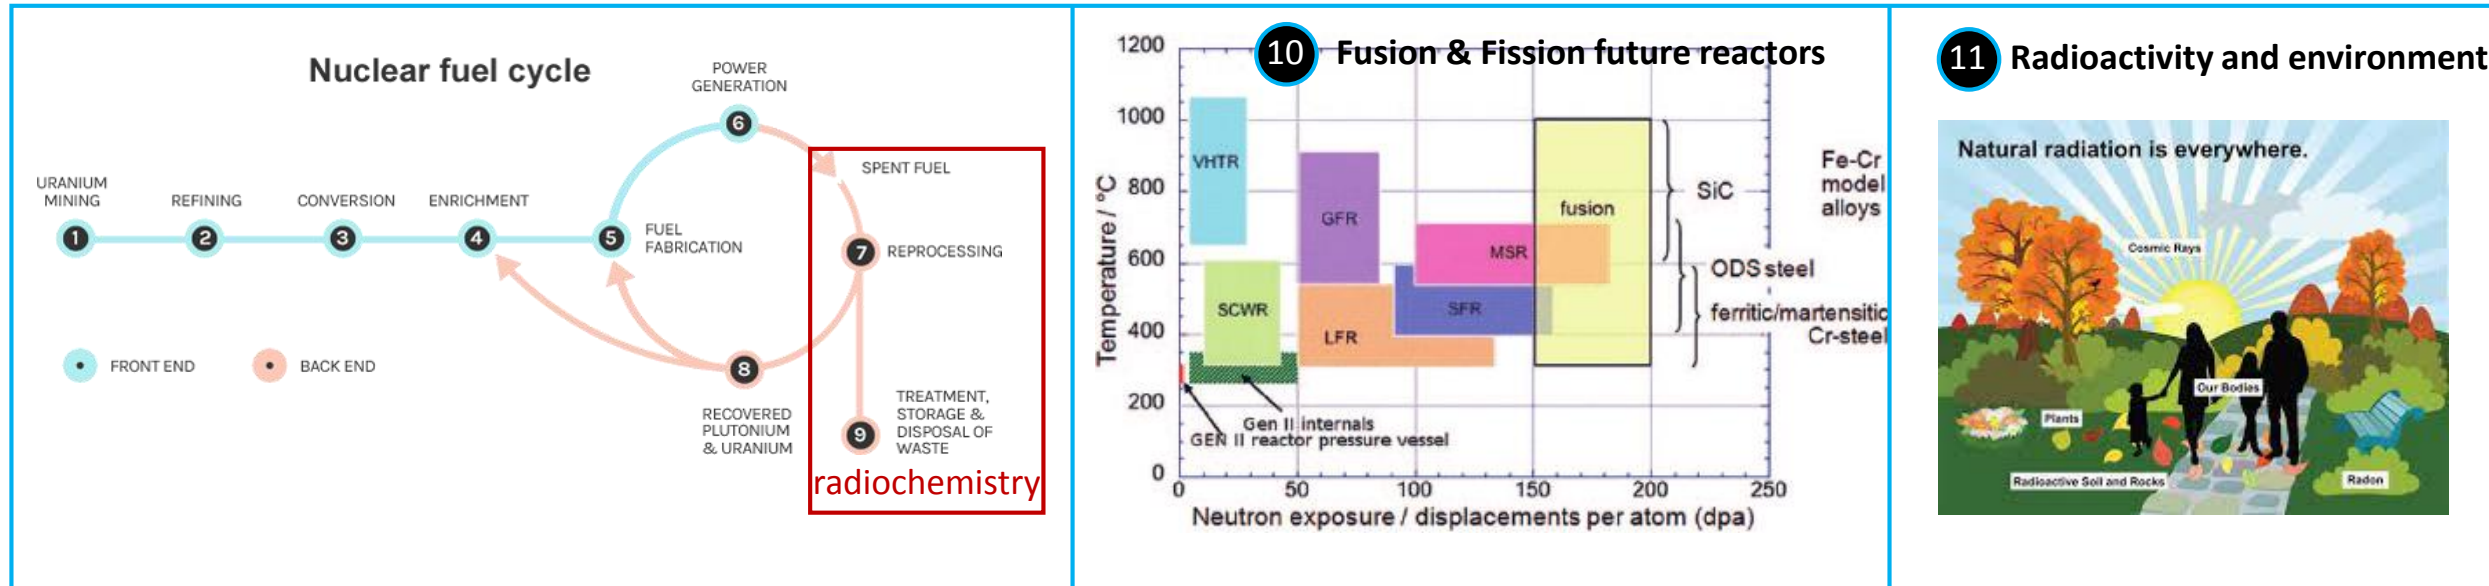 Nuclear fuel cycle
POWER
GENERATION
6
SPENT FUEL
URANIUM
MINING
REFINING
CONVERSION
ENRICHMENT
1
2
3
4
5
FUEL
FABRICATION
7
REPROCESSING
FRONT END
BACK END
8
RECOVERED
PLUTONIUM
& URANIUM
TREATMENT,
STORAGE &
DISPOSAL OF
WASTE
9
radiochemistry
10 Fusion & Fission future reactors
1200
1000
800
600
400
200
0
Temperature / °C
VHTR
GFR
SCWR
LFR
MSR
SFR
fusion
SiC
Fe-Cr
model
alloys
ODS steel
ferritic/martensitic
Cr-steel
Gen II internals
GEN II reactor pressure vessel
0
50
100
150
200
250
Neutron exposure / displacements per atom (dpa)
11 Radioactivity and environment
Natural radiation is everywhere.
Cosmic Rays
Our Bodies
Plants
Radioactive Soil and Rocks
Radon